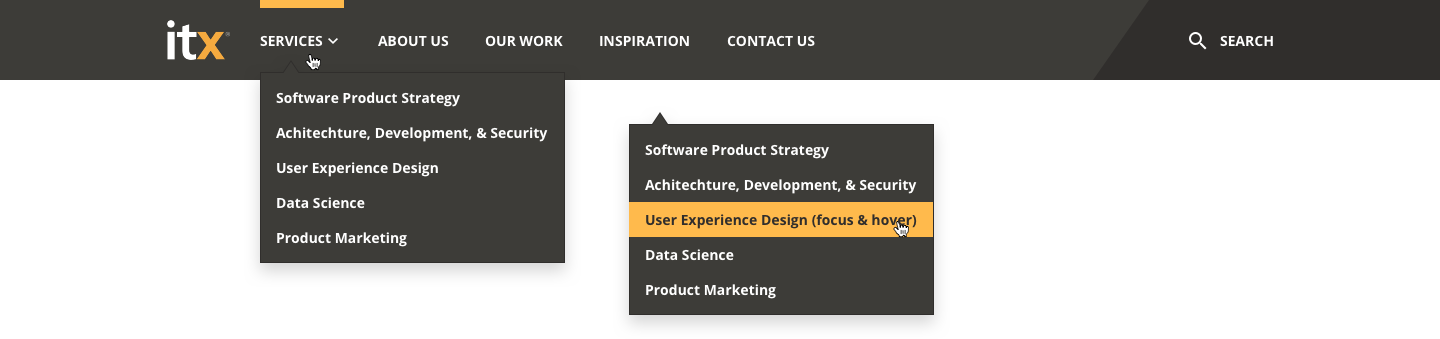 itx®
SERVICES
ABOUT US
OUR WORK
INSPIRATION
CONTACT US
SEARCH
Software Product Strategy
Achitechture, Development, & Security
User Experience Design
Data Science
Product Marketing
Software Product Strategy
Achitechture, Development, & Security
User Experience Design (focus & hover)
Data Science
Product Marketing